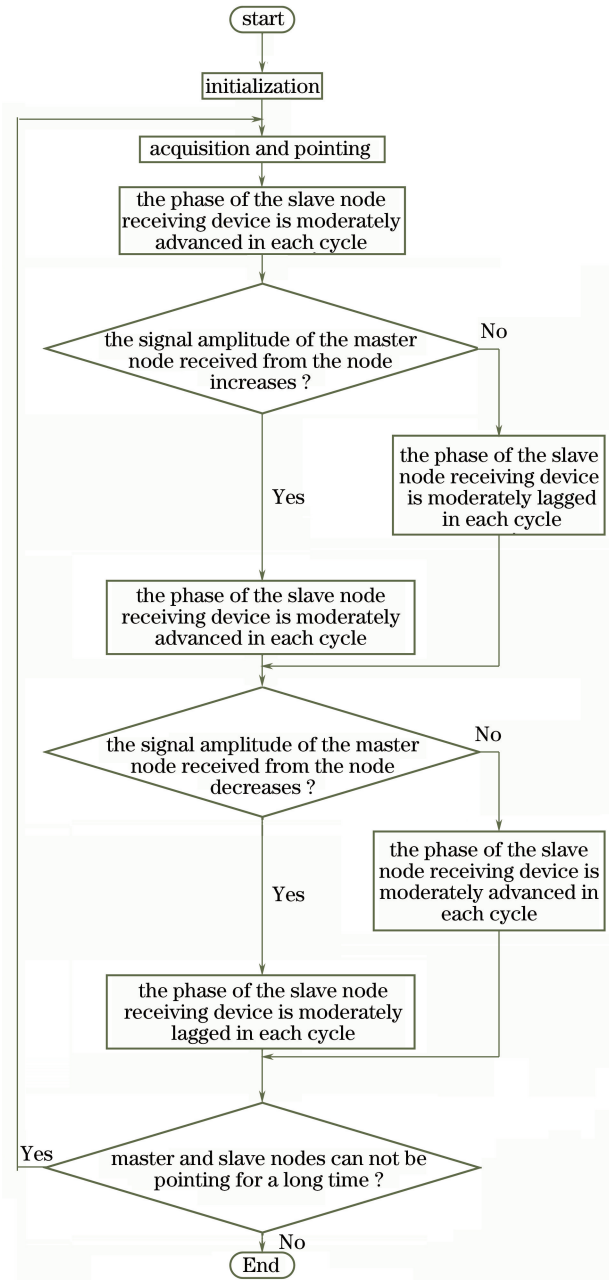 start
initialization
acquisition and pointing
the phase of the slave node
receiving device is moderately
advanced in each cycle
the signal amplitude of the master
node received from the node
increases ?
No
the phase of the slave
node receiving device
is moderately lagged
in each cycle
Yes
the phase of the slave node
receiving device is moderately
advanced in each cycle
the signal amplitude of the master
node received from the node
decreases ?
No
the phase of the slave
node receiving device is
moderately advanced in
each cycle
Yes
the phase of the slave node
receiving device is moderately
lagged in each cycle
master and slave nodes can not be
pointing for a long time ?
Yes
No
End